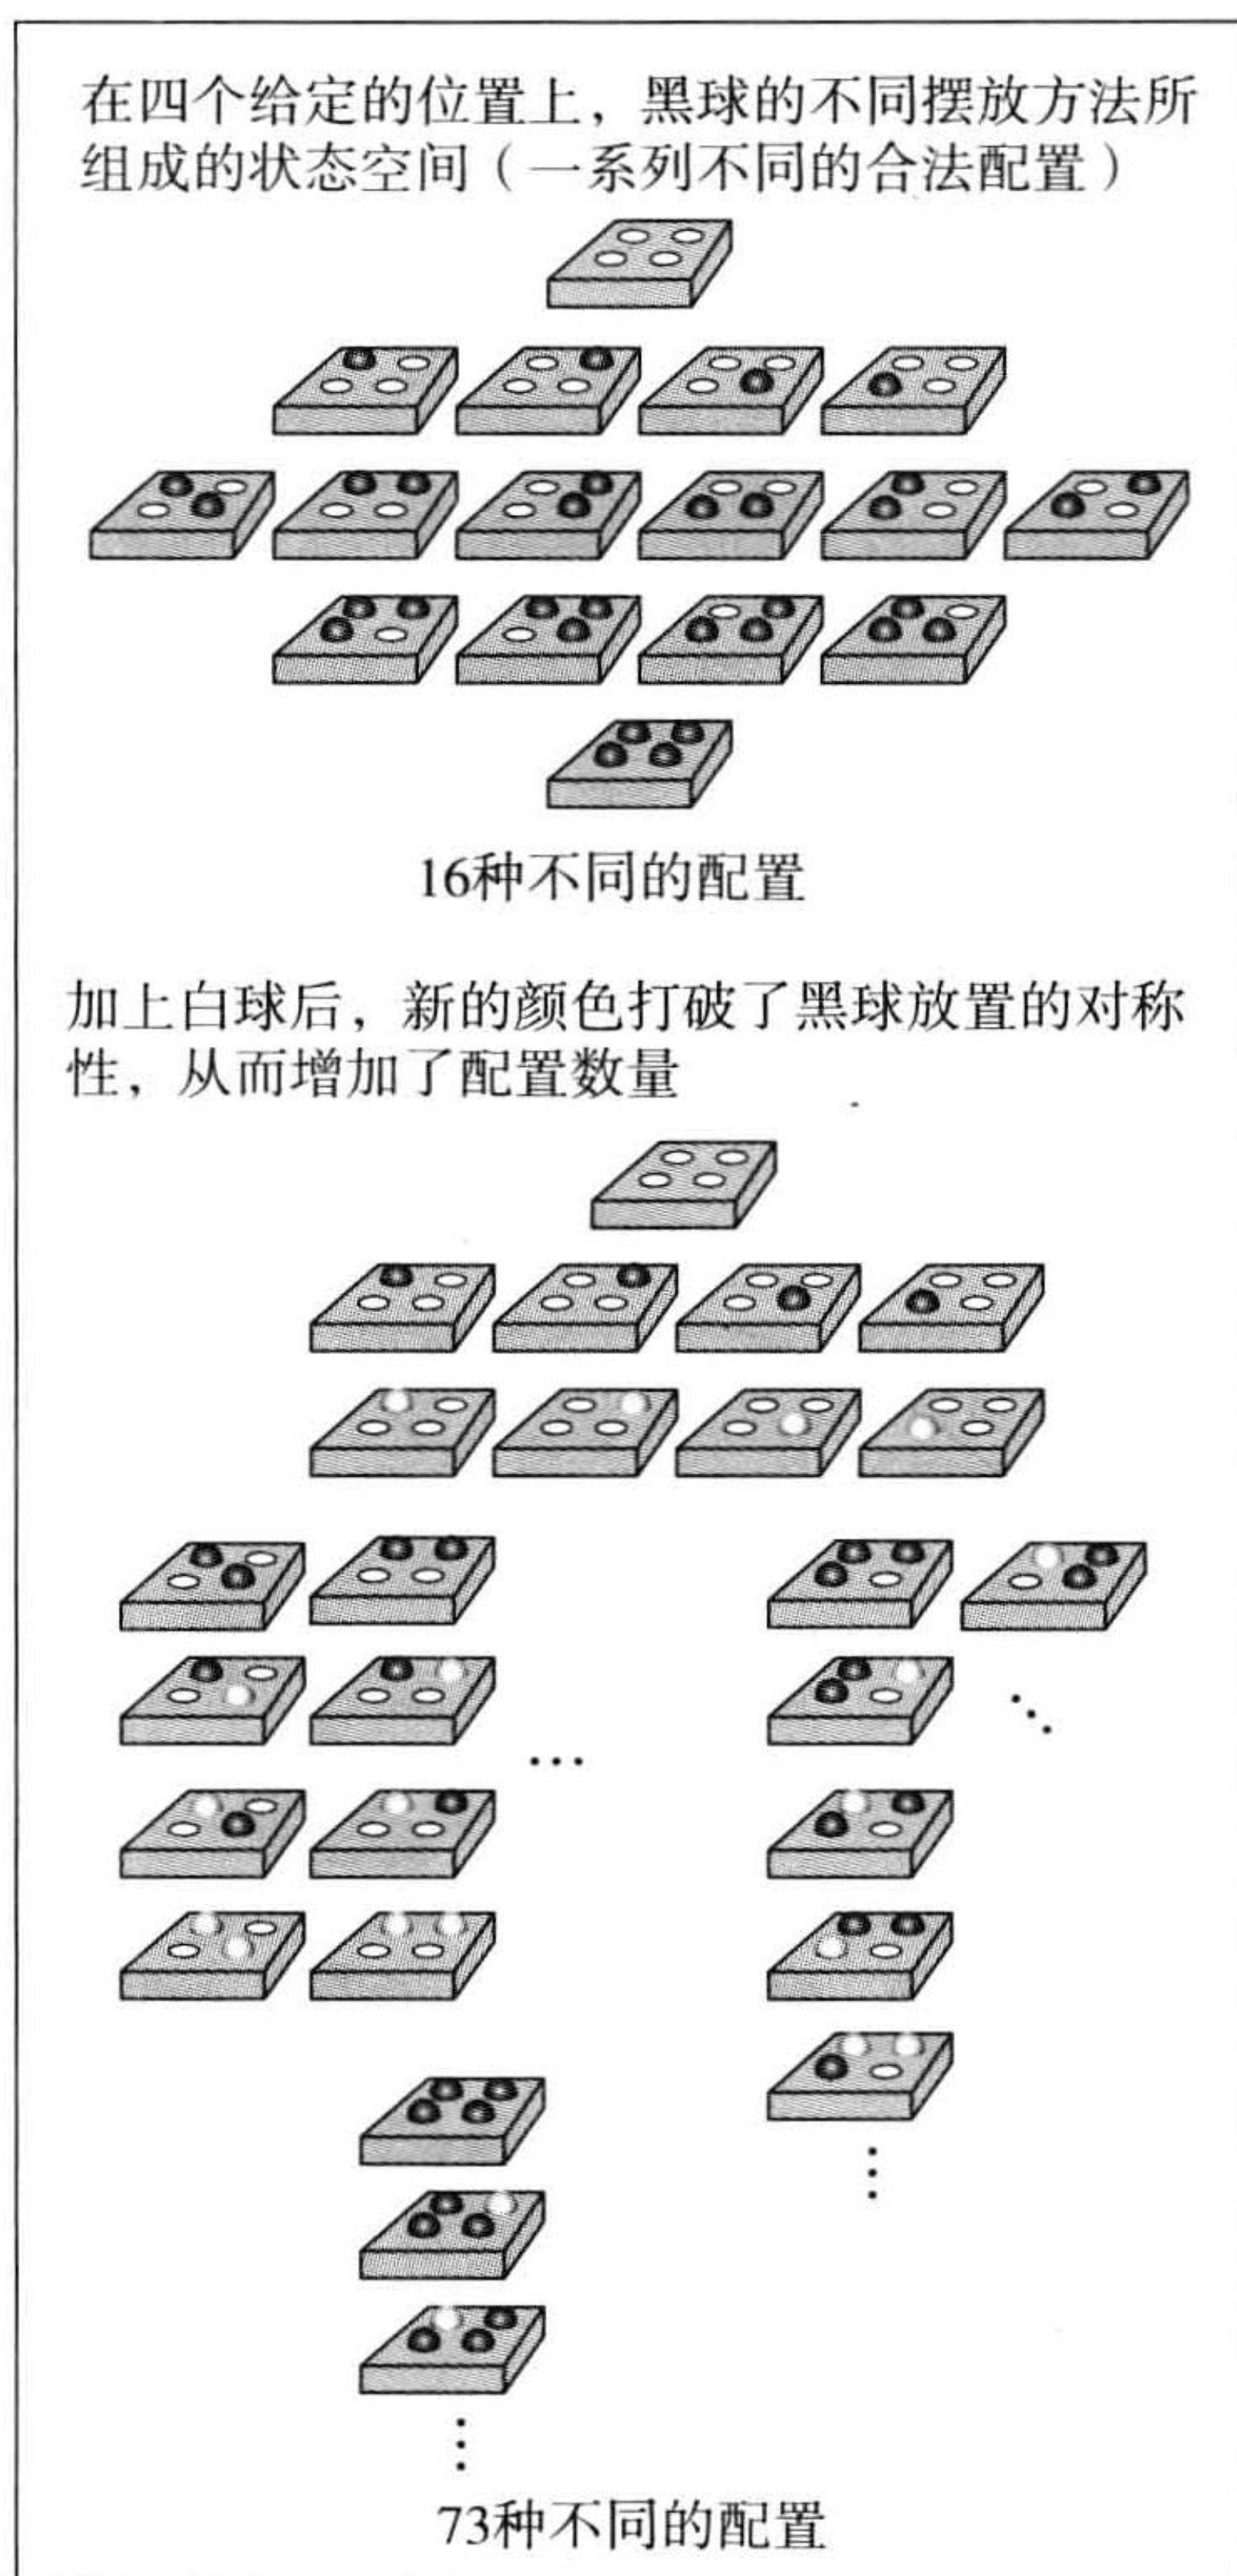 在四个给定的位置上，黑球的不同摆放方法所
组成的状态空间（一系列不同的合法配置）
16种不同的配置
加上白球后，新的颜色打破了黑球放置的对称
性，从而增加了配置数量
...
⋱
⋮
⋮
73种不同的配置